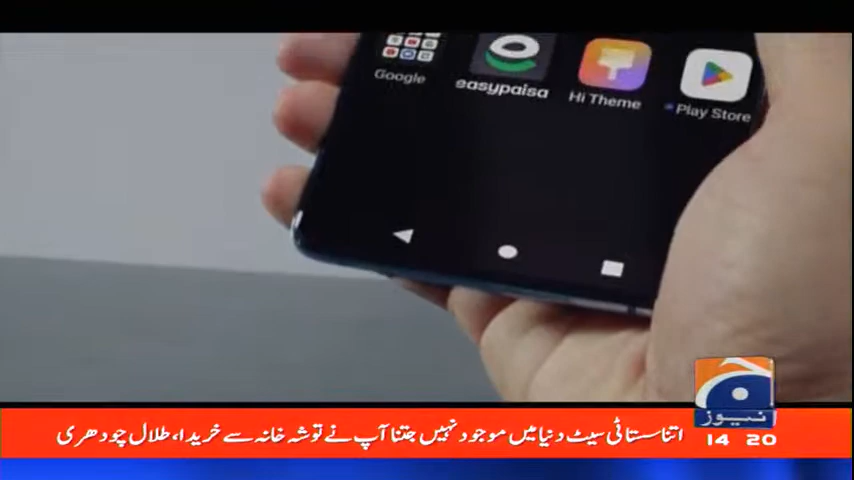 Google
easypaisa
Hi Theme
Play Store
نیوز
اتنا سستا ٹی سیٹ دنیا میں موجود نہیں جتنا آپ نے توشہ خانہ سے خریدا، طلال چودھری
14 20